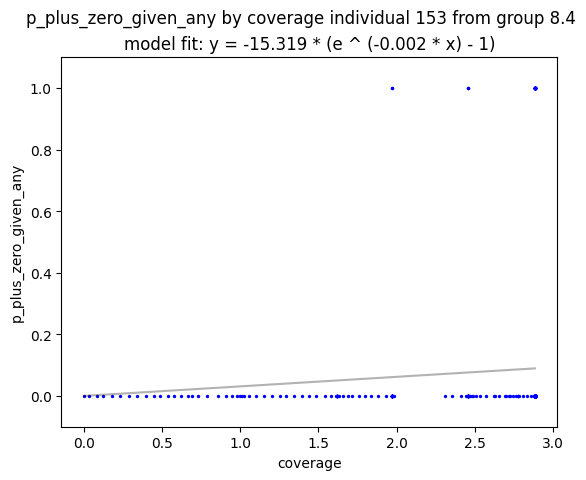 p_plus_zero_given_any by coverage individual 153 from group 8.4
model fit: y = -15.319 * (e ^ (-0.002 * x) - 1)
1.0
0.8
0.6
0.4
0.2
0.0
p_plus_zero_given_any
0.0 0.5 1.0 1.5 2.0 2.5 3.0
coverage